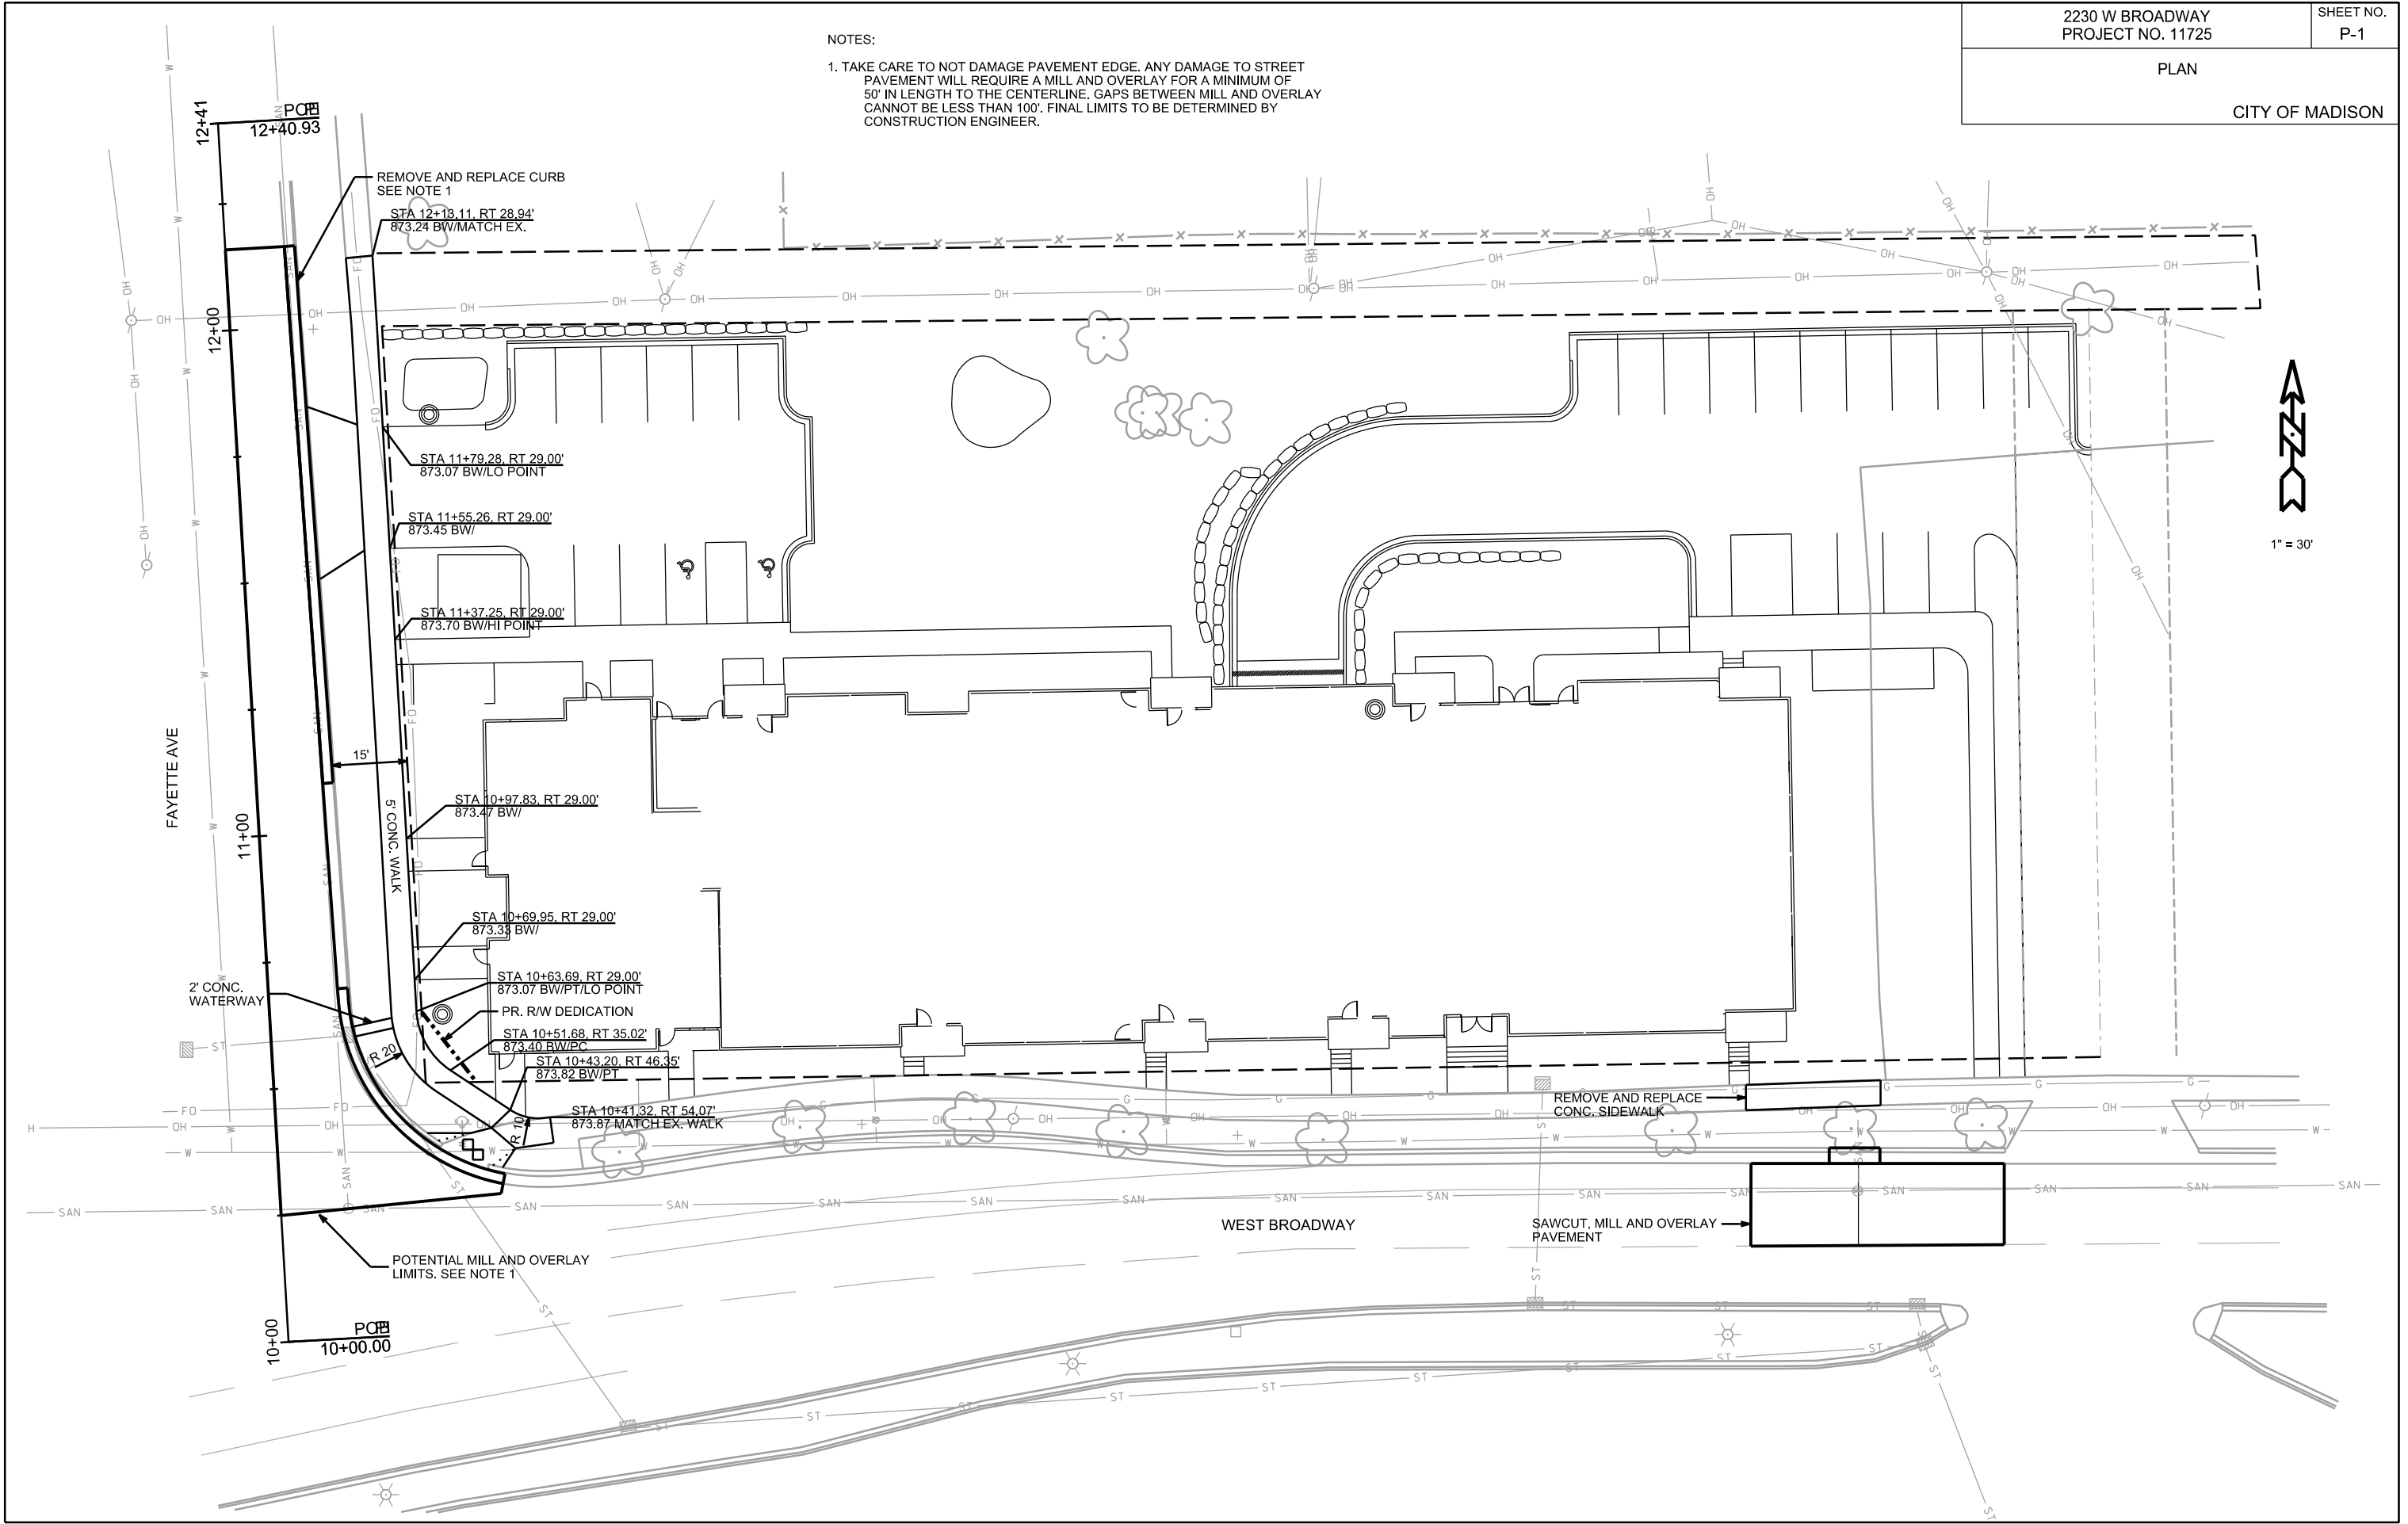 2230 W BROADWAY
PROJECT NO. 11725
SHEET NO.
P-1
PLAN
CITY OF MADISON
NOTES:
1. TAKE CARE TO NOT DAMAGE PAVEMENT EDGE. ANY DAMAGE TO STREET
PAVEMENT WILL REQUIRE A MILL AND OVERLAY FOR A MINIMUM OF
50' IN LENGTH TO THE CENTERLINE. GAPS BETWEEN MILL AND OVERLAY
CANNOT BE LESS THAN 100'. FINAL LIMITS TO BE DETERMINED BY
CONSTRUCTION ENGINEER.
12+41
12+40.93
REMOVE AND REPLACE CURB
SEE NOTE 1
STA 12+13.11, RT 28.94'
873.24 BW/MATCH EX.
12+00
STA 11+79.28, RT 29.00'
873.07 BW/LO POINT
STA 11+55.26, RT 29.00'
873.45 BW/
STA 11+37.25, RT 29.00'
873.70 BW/HI POINT
1" = 30'
FAYETTE AVE
15'
5' CONC. WALK
11+00
STA 10+97.83, RT 29.00'
873.47 BW/
STA 10+69.95, RT 29.00'
873.33 BW/
STA 10+63.69, RT 29.00'
873.07 BW/PT/LO POINT
2' CONC.
WATERWAY
PR. R/W DEDICATION
STA 10+51.68, RT 35.02'
873.40 BW/PC
R 20
STA 10+43.20, RT 46.35'
873.82 BW/PT
STA 10+41.32, RT 54.07'
873.87 MATCH EX. WALK
R 10
REMOVE AND REPLACE
CONC. SIDEWALK
WEST BROADWAY
SAWCUT, MILL AND OVERLAY
PAVEMENT
POTENTIAL MILL AND OVERLAY
LIMITS. SEE NOTE 1
10+00
10+00.00